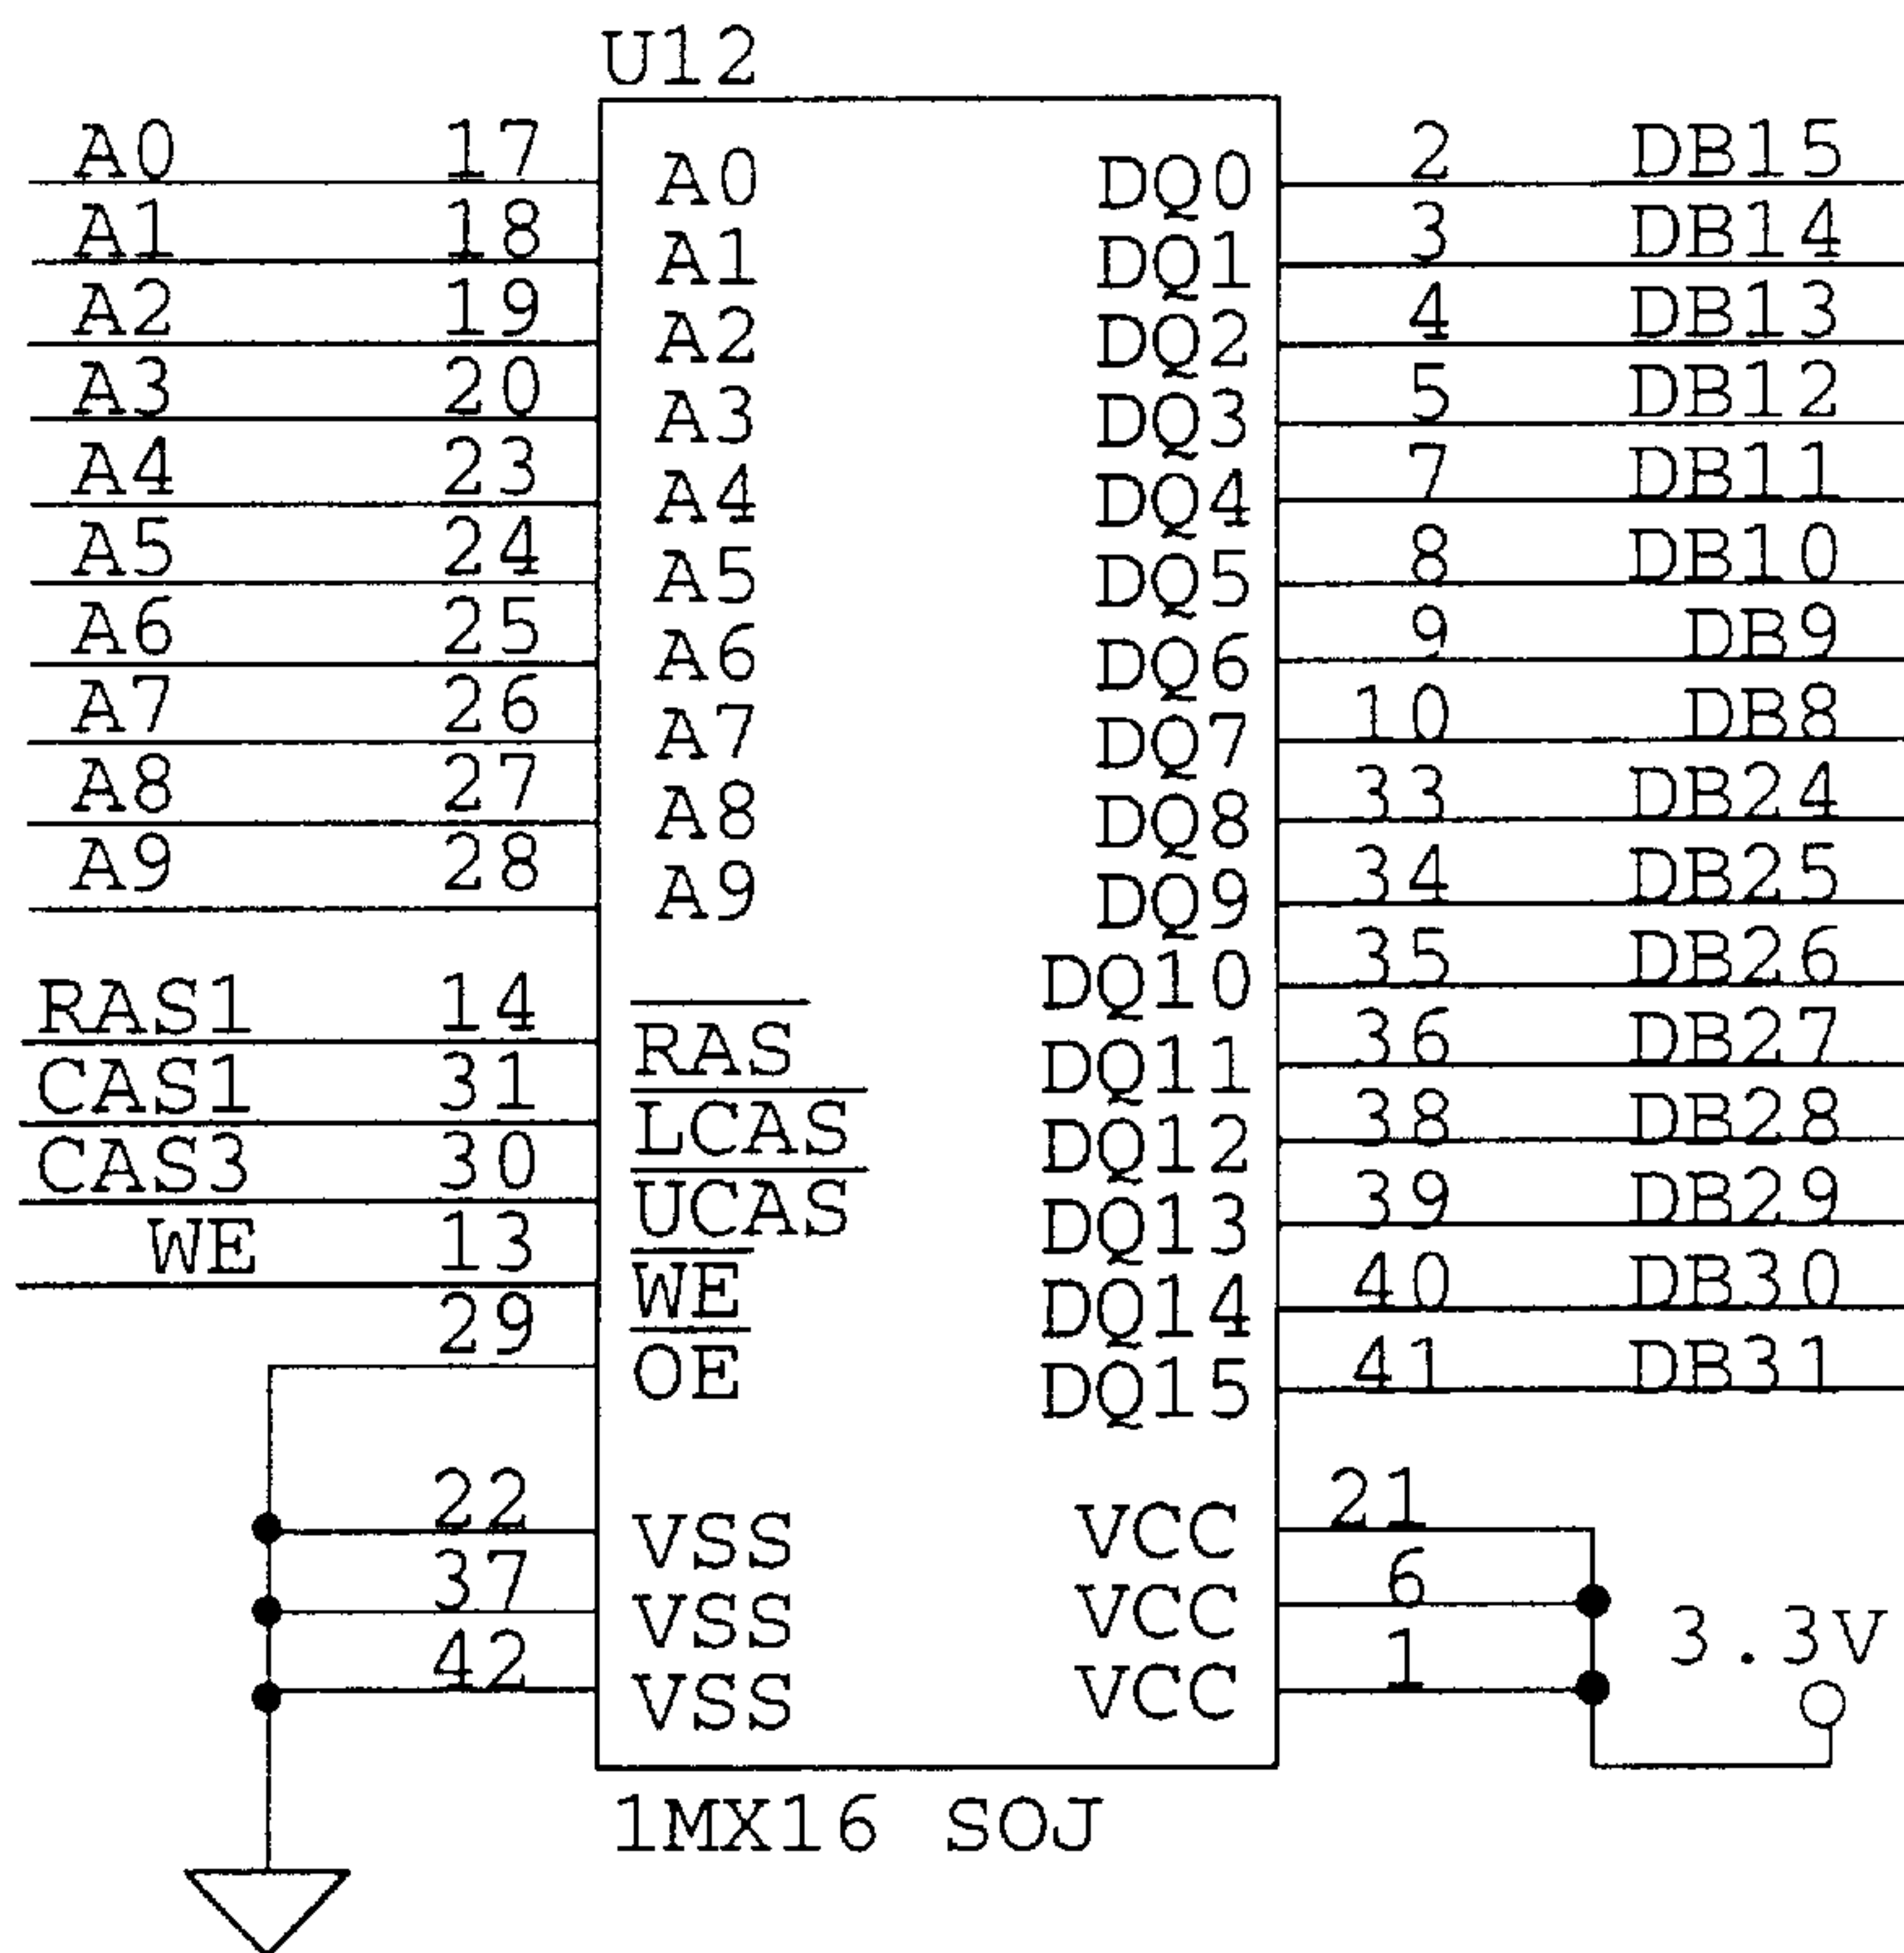 U12
A0 17 A0 DQ0 2 DB15
A1 18 A1 DQ1 3 DB14
A2 19 A2 DQ2 4 DB13
A3 20 A3 DQ3 5 DB12
A4 23 A4 DQ4 7 DB11
A5 24 A5 DQ5 8 DB10
A6 25 A6 DQ6 9 DB9
A7 26 A7 DQ7 10 DB8
A8 27 A8 DQ8 33 DB24
A9 28 A9 DQ9 34 DB25
DQ10 35 DB26
RAS1 14 RAS DQ11 36 DB27
CAS1 31 LCAS DQ12 38 DB28
CAS3 30 UCAS DQ13 39 DB29
WE 13 WE DQ14 40 DB30
29 OE DQ15 41 DB31
22 VSS VCC 21
37 VSS VCC 6
42 VSS VCC 1 3.3V
1MX16 SOJ